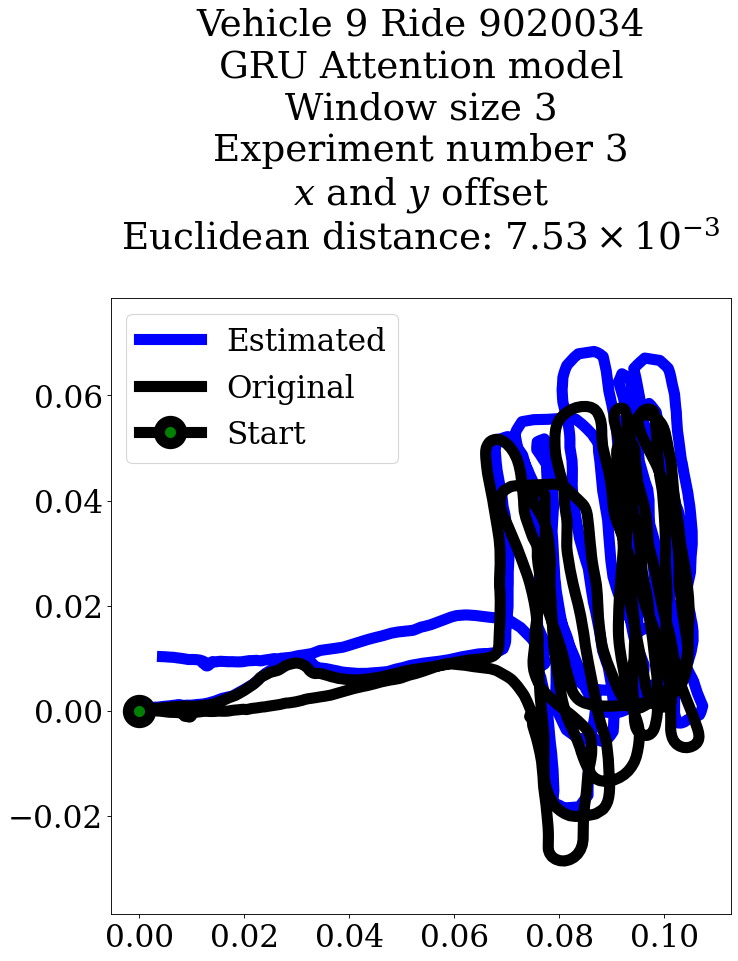 Vehicle 9 Ride 9020034
GRU Attention model
Window size 3
Experiment number 3
x and y offset
Euclidean distance: 7.53 × 10⁻³
Estimated
Original
Start
0.06
0.04
0.02
0.00
−0.02
0.00 0.02 0.04 0.06 0.08 0.10